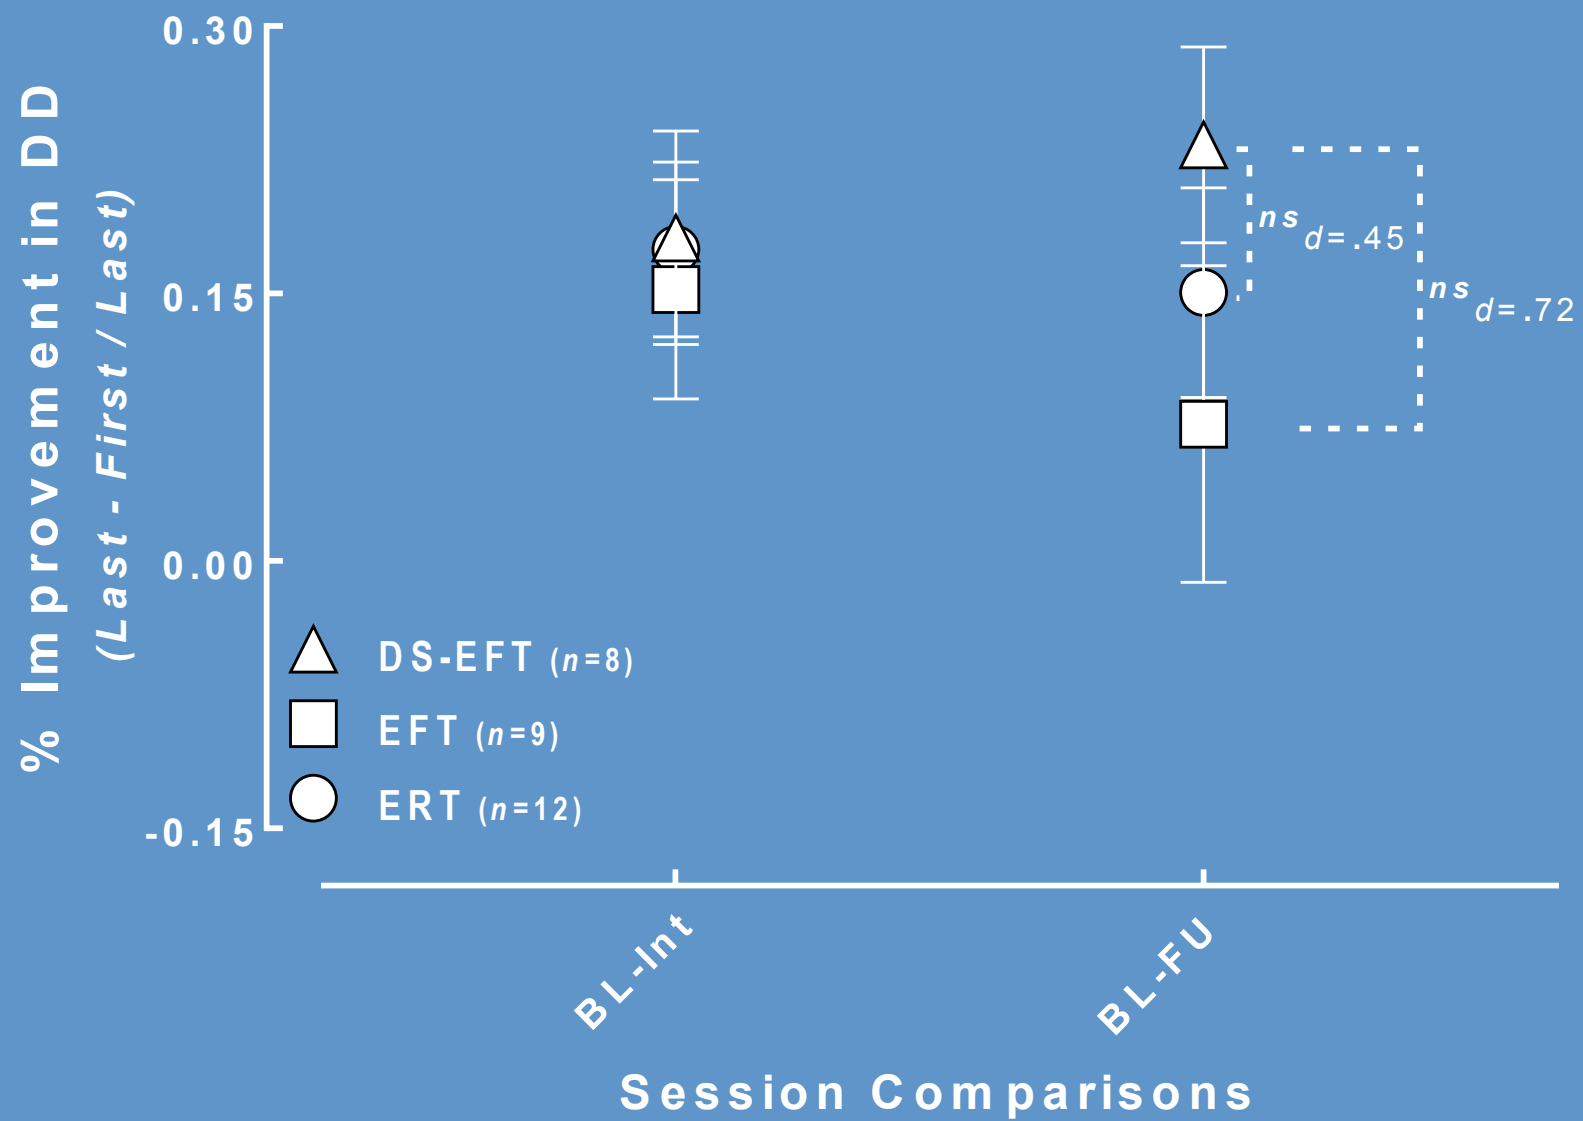 % Improvement in DD
(Last - First / Last)
0.30
0.15
0.00
-0.15
ns d=.45
ns d=.72
DS-EFT (n=8)
EFT (n=9)
ERT (n=12)
BL-Int
BL-FU
Session Comparisons